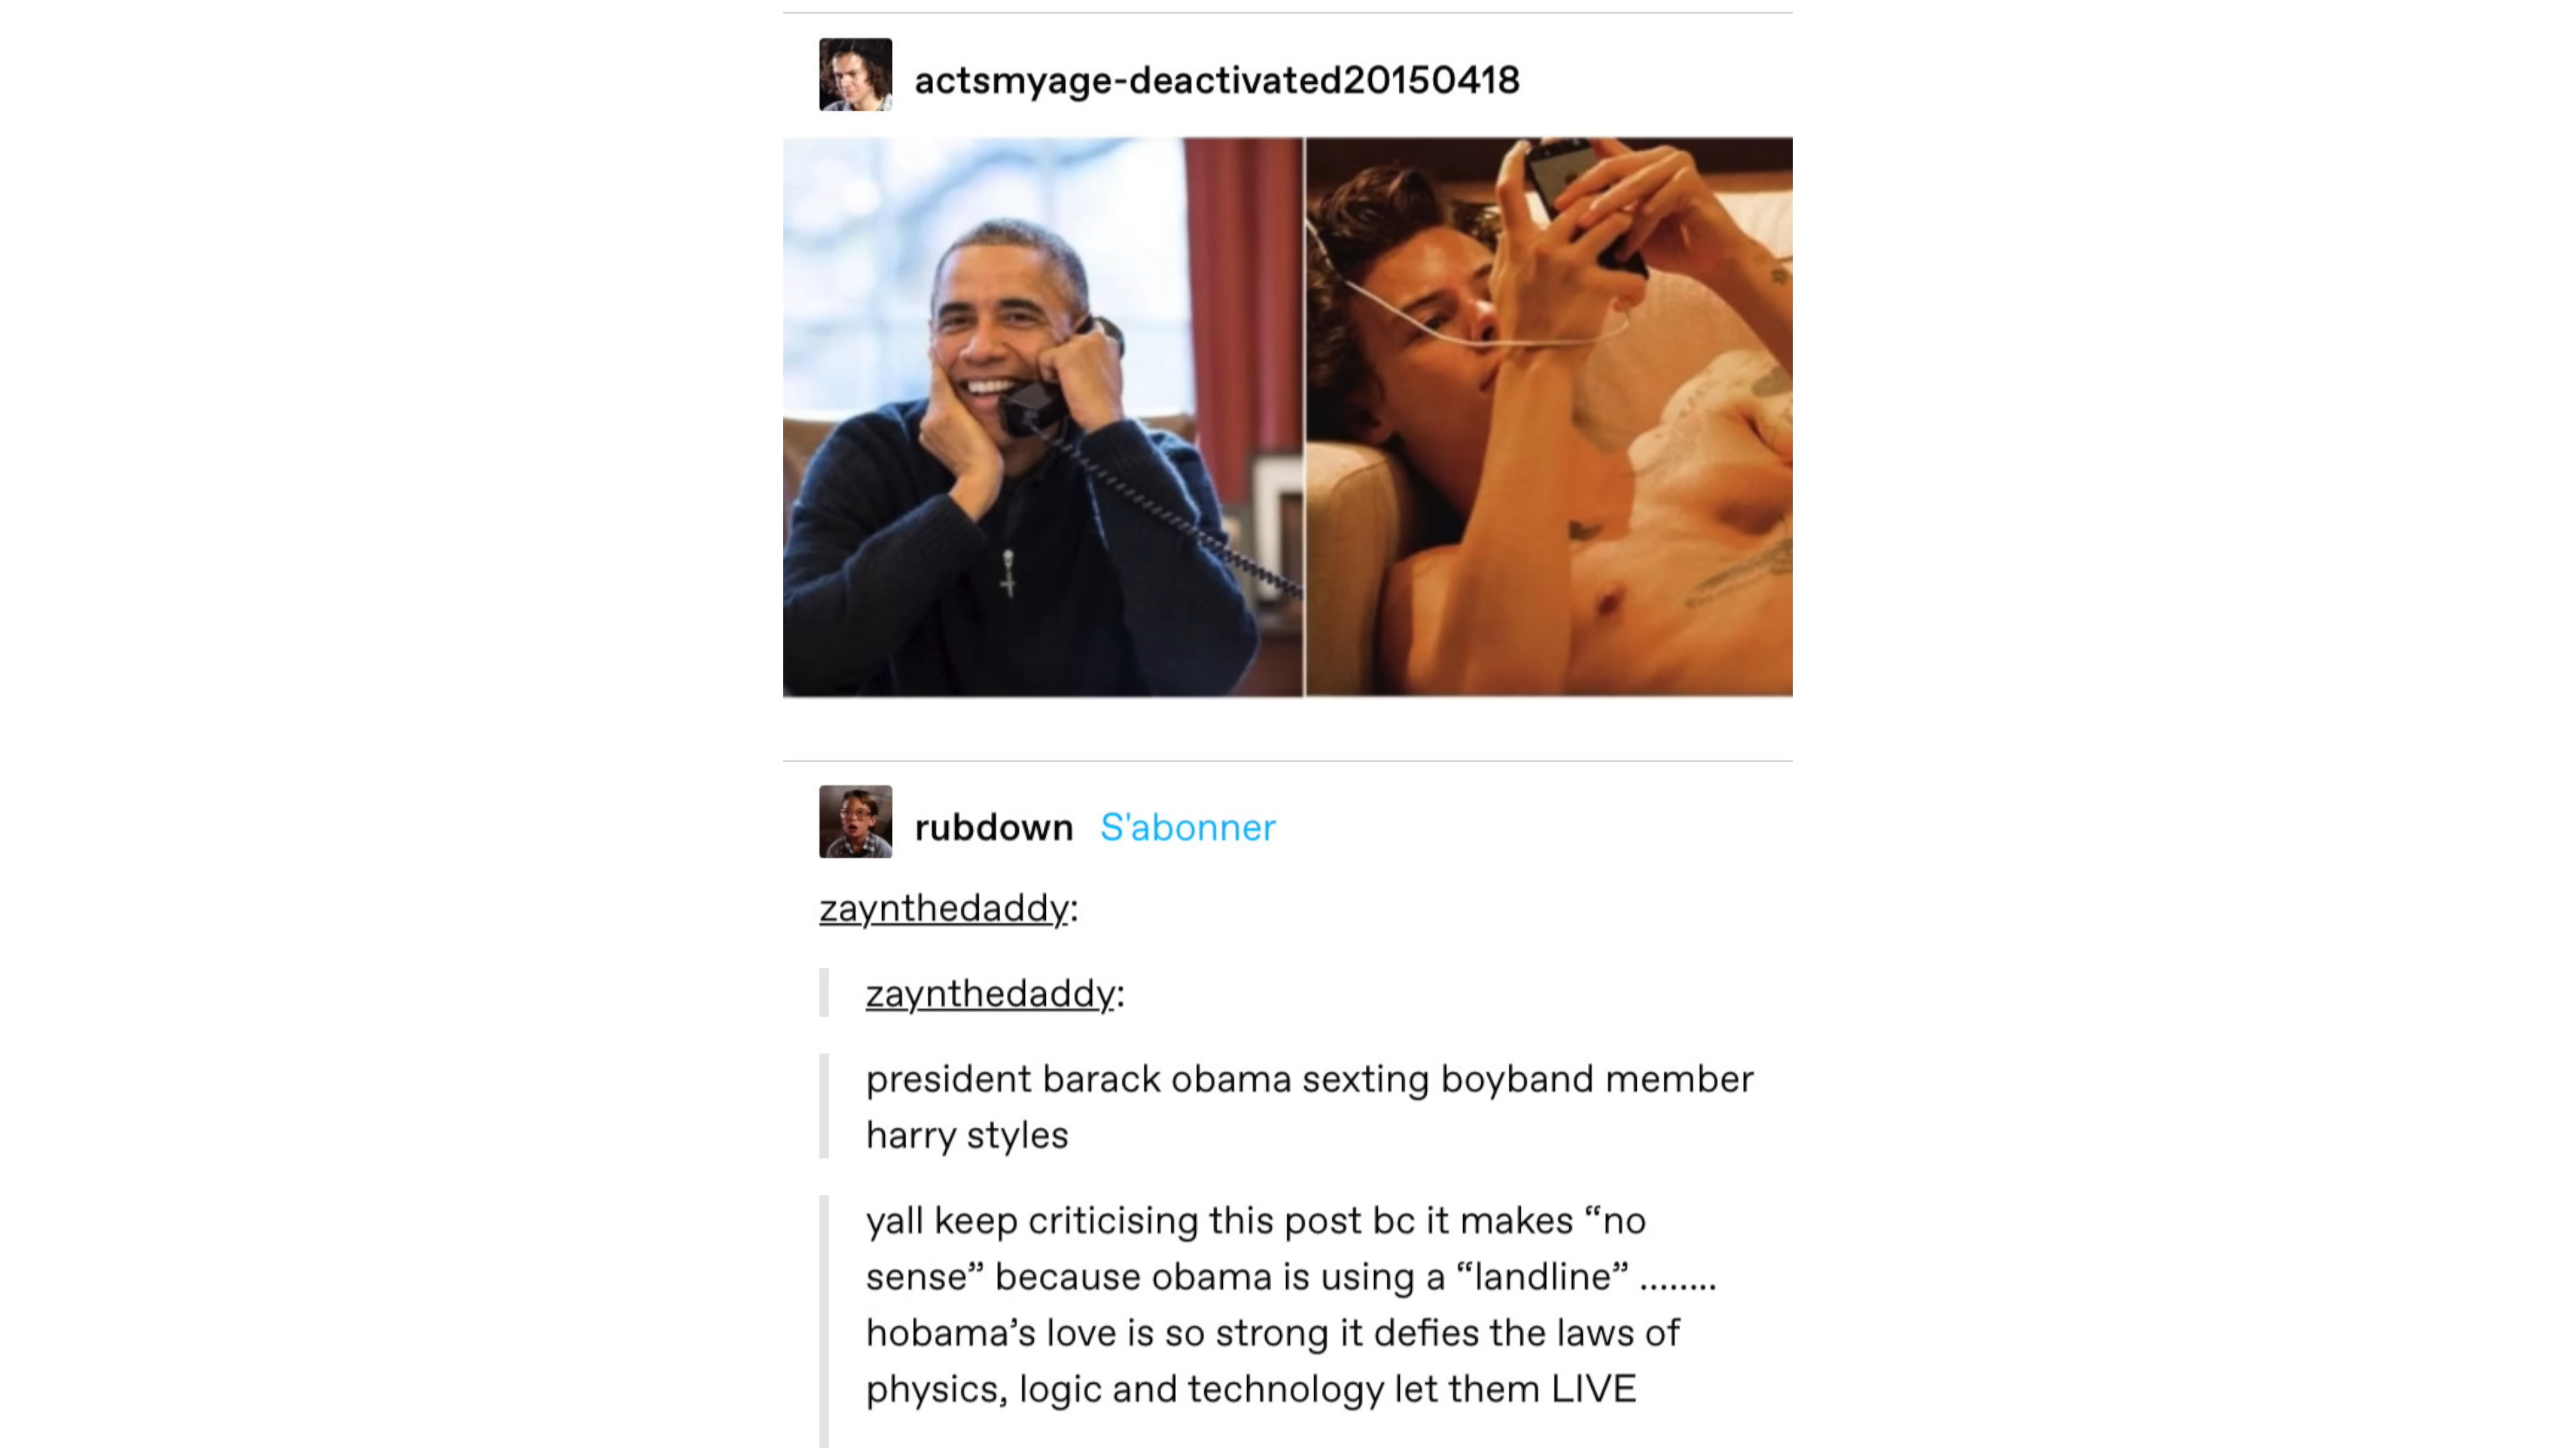 actsmyage-deactivated20150418
rubdown S'abonner
zaynthedaddy:
zaynthedaddy:
president barack obama sexting boyband member
harry styles
yall keep criticising this post bc it makes “no
sense” because obama is using a “landline” ........
hobama’s love is so strong it defies the laws of
physics, logic and technology let them LIVE